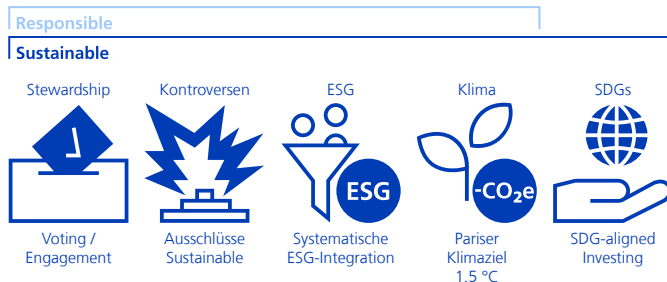 Responsible
Sustainable
Stewardship
Kontroversen
ESG
Klima
SDGs
ESG
-CO₂e
Voting /
Engagement
Ausschlüsse
Sustainable
Systematische
ESG-Integration
Pariser
Klimaziel
1,5 °C
SDG-aligned
Investing